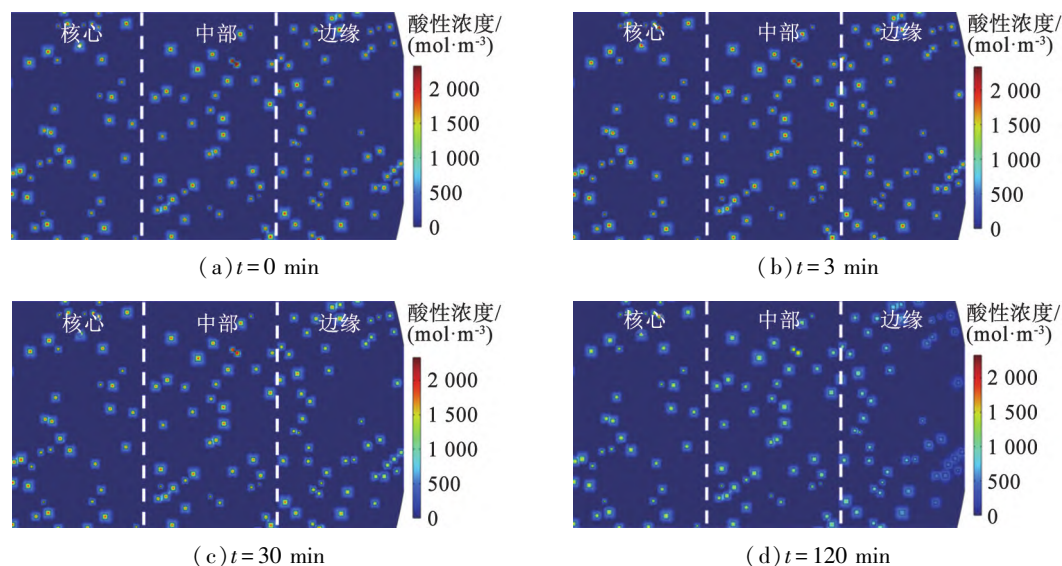 核心 中部 边缘 酸性浓度/
(mol·m⁻³)
2 000
1 500
1 000
500
0
(a)t=0 min
核心 中部 边缘 酸性浓度/
(mol·m⁻³)
2 000
1 500
1 000
500
0
(b)t=3 min
核心 中部 边缘 酸性浓度/
(mol·m⁻³)
2 000
1 500
1 000
500
0
(c)t=30 min
核心 中部 边缘 酸性浓度/
(mol·m⁻³)
2 000
1 500
1 000
500
0
(d)t=120 min